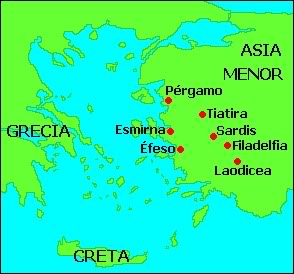 ASIA
MENOR
Pérgamo
Tiatira
GRECIA
Esmirna
Sardis
Éfeso
Filadelfia
Laodicea
CRETA